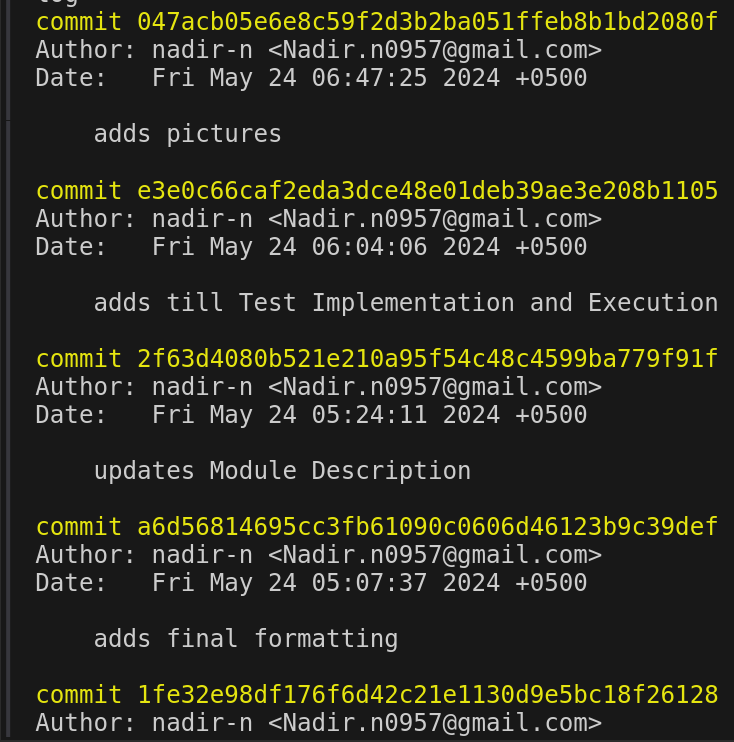 commit 047acb05e6e8c59f2d3b2ba051ffeb8b1bd2080f
Author: nadir-n <Nadir.n0957@gmail.com>
Date:   Fri May 24 06:47:25 2024 +0500
adds pictures
commit e3e0c66caf2eda3dce48e01deb39ae3e208b1105
Author: nadir-n <Nadir.n0957@gmail.com>
Date:   Fri May 24 06:04:06 2024 +0500
adds till Test Implementation and Execution
commit 2f63d4080b521e210a95f54c48c4599ba779f91f
Author: nadir-n <Nadir.n0957@gmail.com>
Date:   Fri May 24 05:24:11 2024 +0500
updates Module Description
commit a6d56814695cc3fb61090c0606d46123b9c39def
Author: nadir-n <Nadir.n0957@gmail.com>
Date:   Fri May 24 05:07:37 2024 +0500
adds final formatting
commit 1fe32e98df176f6d42c21e1130d9e5bc18f26128
Author: nadir-n <Nadir.n0957@gmail.com>